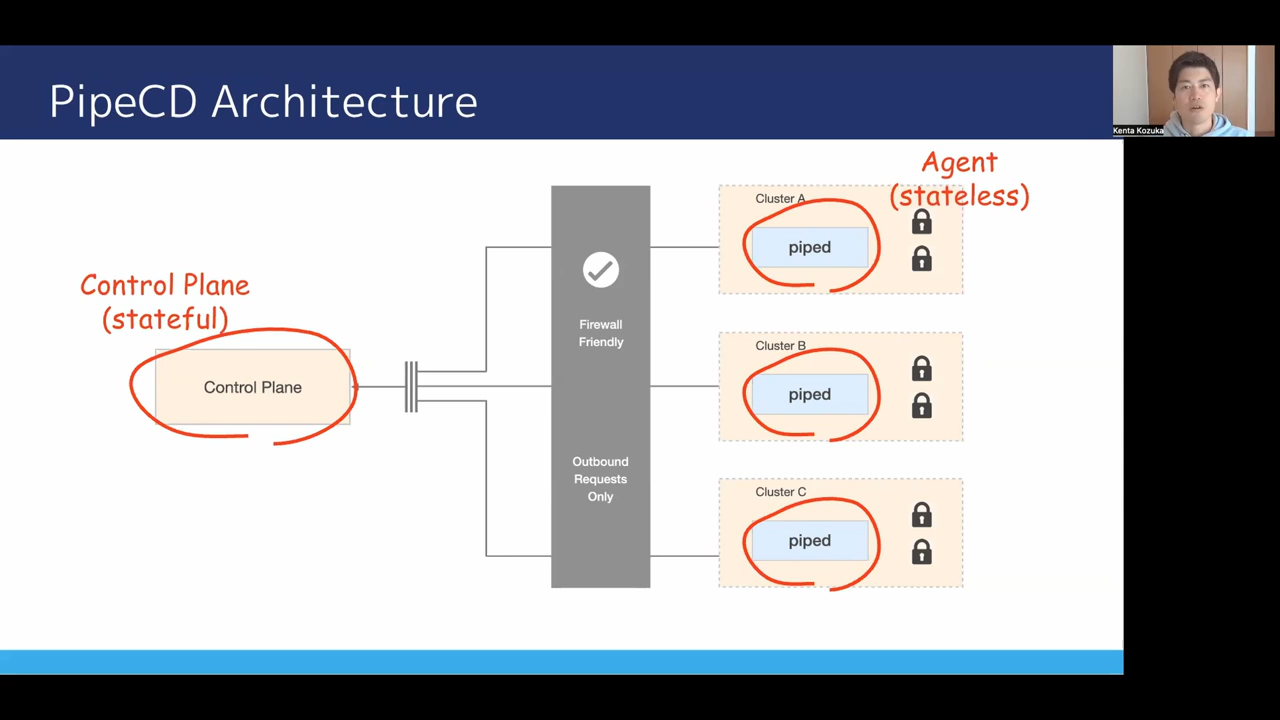 PipeCD Architecture
Kenta Kozuka
Agent
(stateless)
Control Plane
(stateful)
Control Plane
Firewall
Friendly
Outbound
Requests
Only
Cluster A
piped
Cluster B
piped
Cluster C
piped